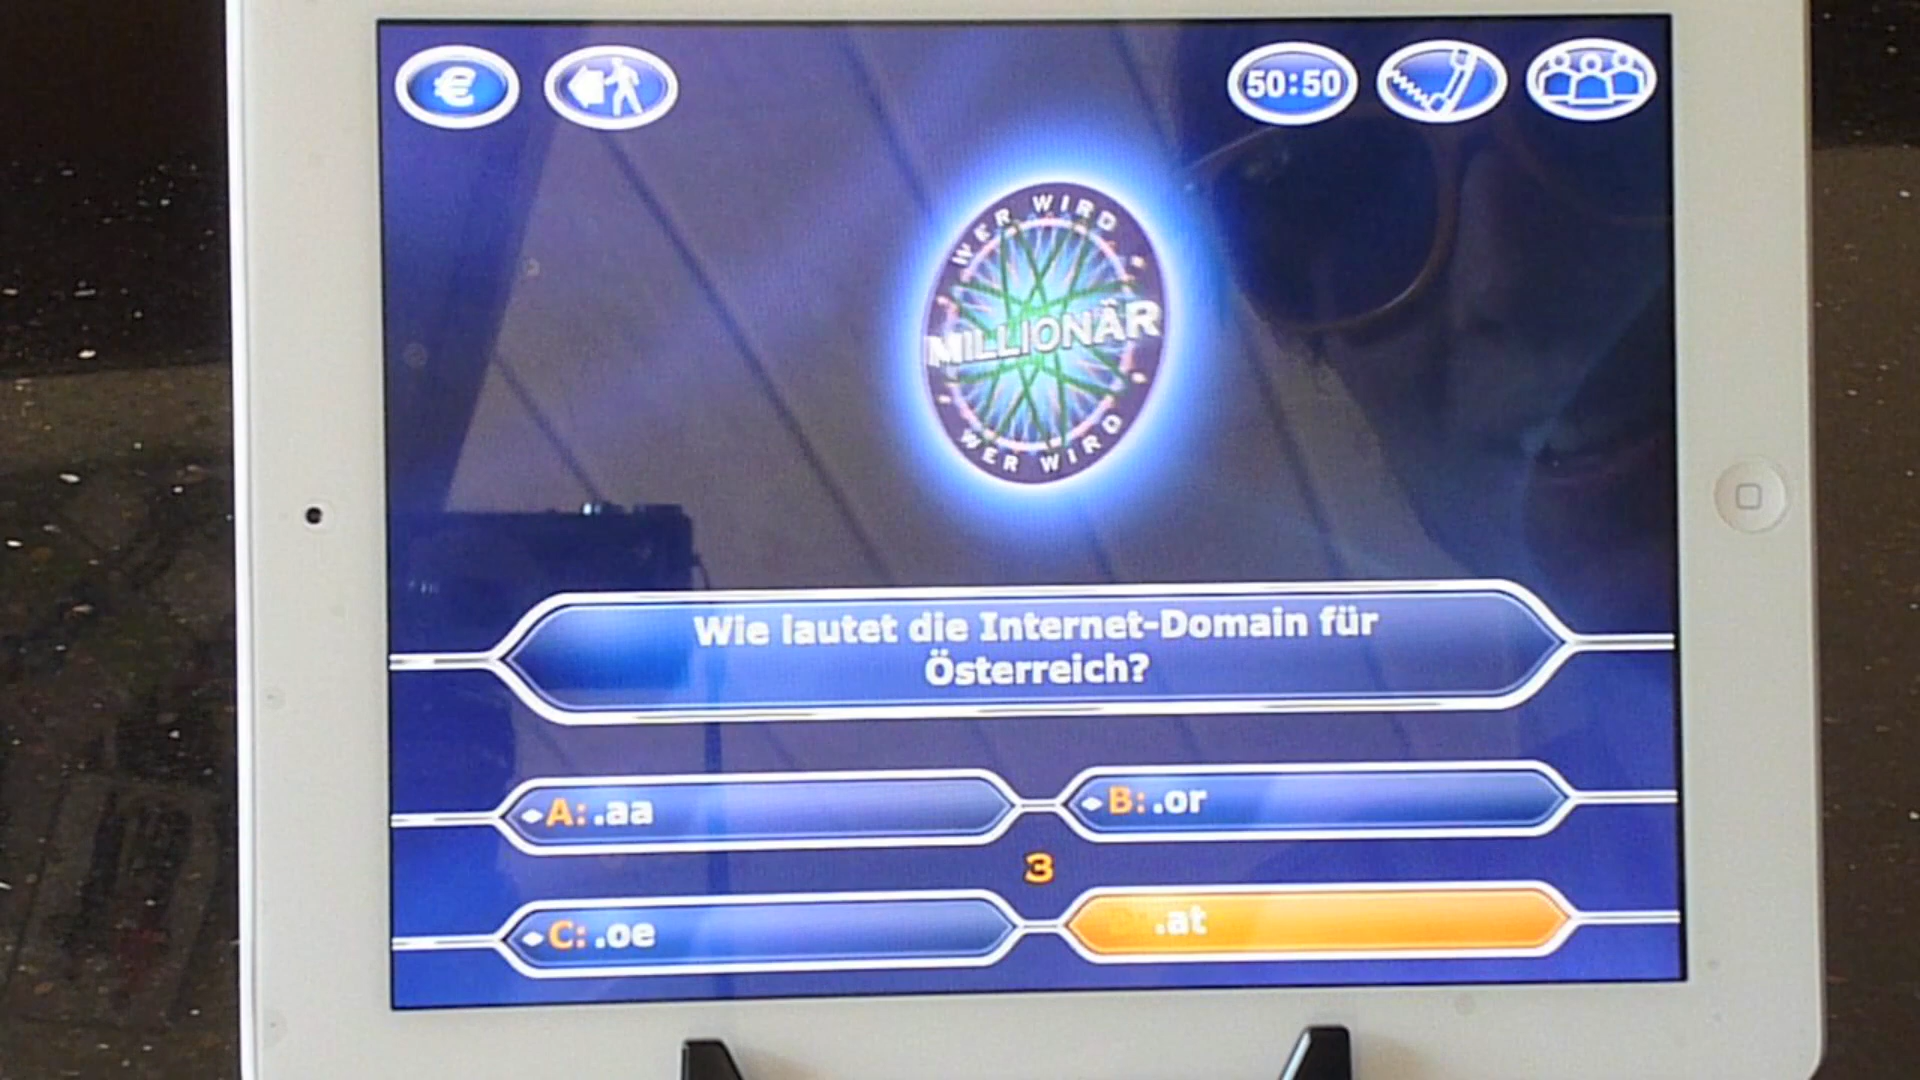 €
50:50
WER WIRD
MILLIONÄR
WER WIRD
Wie lautet die Internet-Domain für
Österreich?
A: .aa
B: .or
3
C: .oe
D: .at